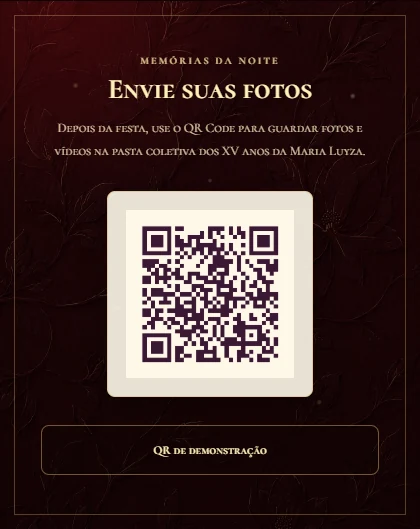 MEMÓRIAS DA NOITE
Envie suas fotos
Depois da festa, use o QR Code para guardar fotos e
vídeos na pasta coletiva dos XV anos da Maria Luyza.
QR de demonstração